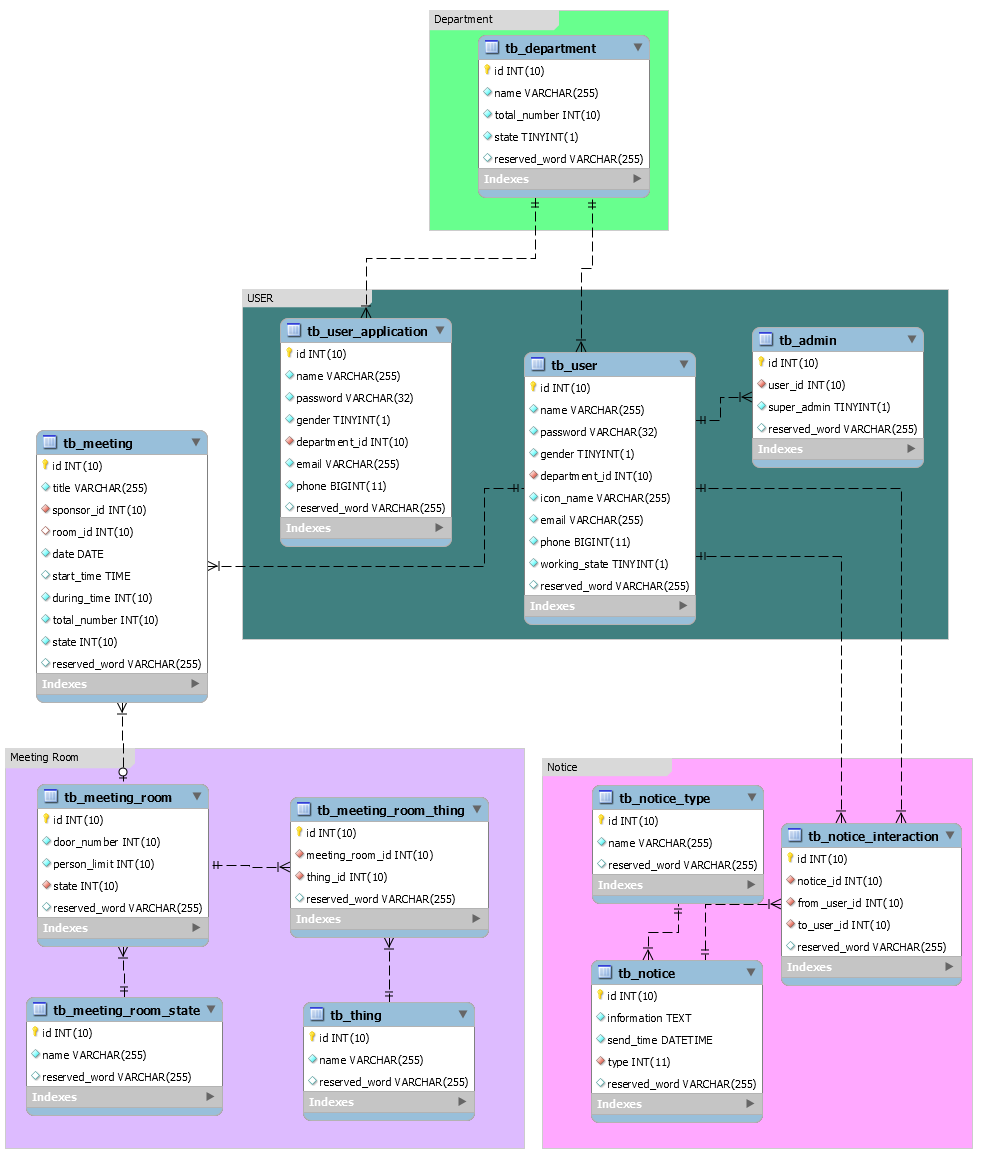 Department
tb_department
id INT(10)
name VARCHAR(255)
total_number INT(10)
state TINYINT(1)
reserved_word VARCHAR(255)
Indexes
USER
tb_user_application
id INT(10)
name VARCHAR(255)
password VARCHAR(32)
gender TINYINT(1)
department_id INT(10)
email VARCHAR(255)
phone BIGINT(11)
reserved_word VARCHAR(255)
Indexes
tb_user
id INT(10)
name VARCHAR(255)
password VARCHAR(32)
gender TINYINT(1)
department_id INT(10)
icon_name VARCHAR(255)
email VARCHAR(255)
phone BIGINT(11)
working_state TINYINT(1)
reserved_word VARCHAR(255)
Indexes
tb_admin
id INT(10)
user_id INT(10)
super_admin TINYINT(1)
reserved_word VARCHAR(255)
Indexes
tb_meeting
id INT(10)
title VARCHAR(255)
sponsor_id INT(10)
room_id INT(10)
date DATE
start_time TIME
during_time INT(10)
total_number INT(10)
state INT(10)
reserved_word VARCHAR(255)
Indexes
Meeting Room
tb_meeting_room
id INT(10)
door_number INT(10)
person_limit INT(10)
state INT(10)
reserved_word VARCHAR(255)
Indexes
tb_meeting_room_thing
id INT(10)
meeting_room_id INT(10)
thing_id INT(10)
reserved_word VARCHAR(255)
Indexes
tb_meeting_room_state
id INT(10)
name VARCHAR(255)
reserved_word VARCHAR(255)
Indexes
tb_thing
id INT(10)
name VARCHAR(255)
reserved_word VARCHAR(255)
Indexes
Notice
tb_notice_type
id INT(10)
name VARCHAR(255)
reserved_word VARCHAR(255)
Indexes
tb_notice_interaction
id INT(10)
notice_id INT(10)
from_user_id INT(10)
to_user_id INT(10)
reserved_word VARCHAR(255)
Indexes
tb_notice
id INT(10)
information TEXT
send_time DATETIME
type INT(11)
reserved_word VARCHAR(255)
Indexes